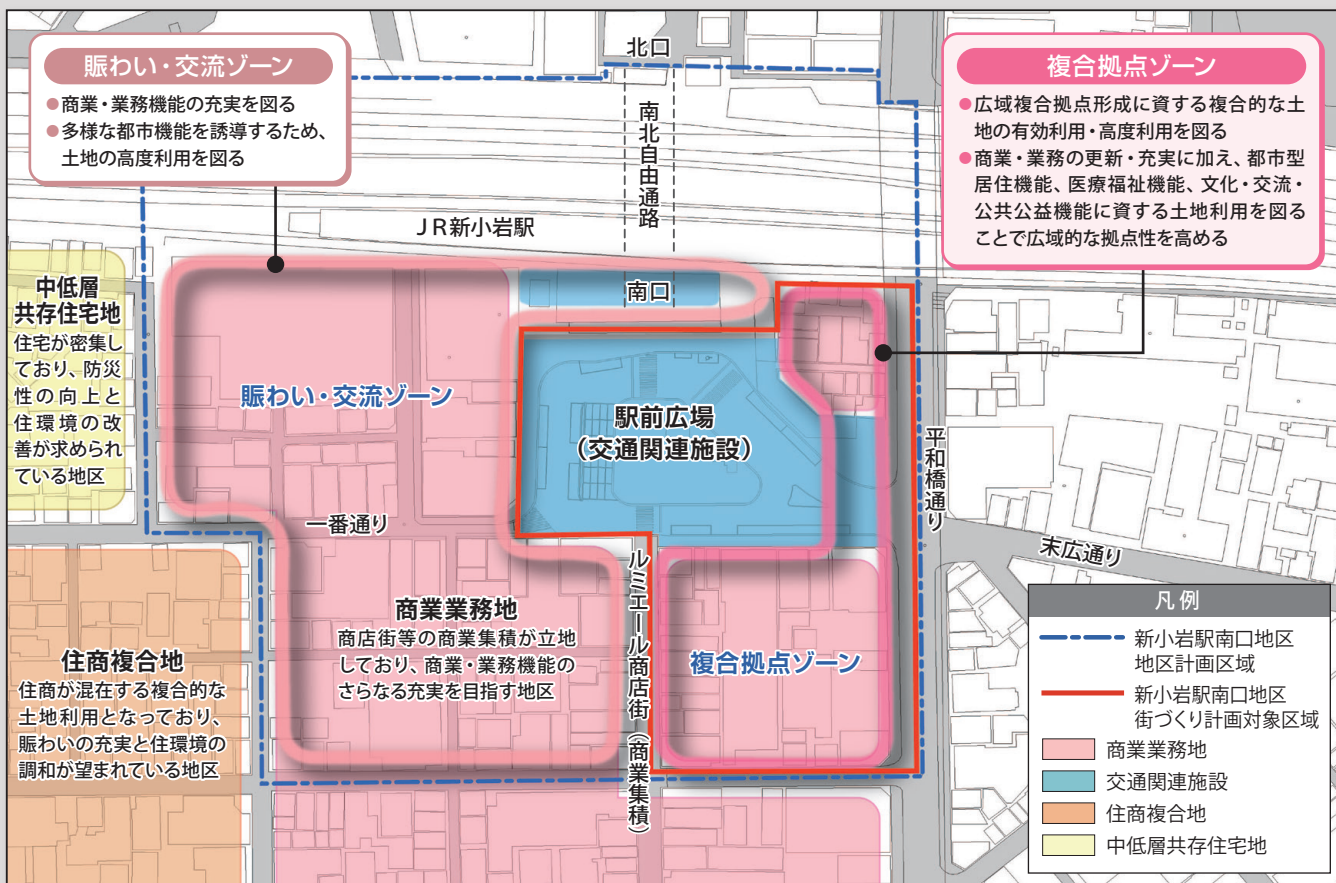 賑わい・交流ゾーン
●商業・業務機能の充実を図る
●多様な都市機能を誘導するため、
土地の高度利用を図る
北口
南北自由通路
複合拠点ゾーン
●広域複合拠点形成に資する複合的な土
地の有効利用・高度利用を図る
●商業・業務の更新・充実に加え、都市型
居住機能、医療福祉機能、文化・交流・
公共公益機能に資する土地利用を図る
ことで広域的な拠点性を高める
JR新小岩駅
南口
中低層
共存住宅地
住宅が密集し
ており、防災
性の向上と
住環境の改
善が求められ
ている地区
賑わい・交流ゾーン
駅前広場
（交通関連施設）
平和橋通り
一番通り
末広通り
ルミエール商店街（商業集積）
商業業務地
商店街等の商業集積が立地
しており、商業・業務機能の
さらなる充実を目指す地区
複合拠点ゾーン
住商複合地
住商が混在する複合的な
土地利用となっており、
賑わいの充実と住環境の
調和が望まれている地区
凡例
新小岩駅南口地区
地区計画区域
新小岩駅南口地区
街づくり計画対象区域
商業業務地
交通関連施設
住商複合地
中低層共存住宅地